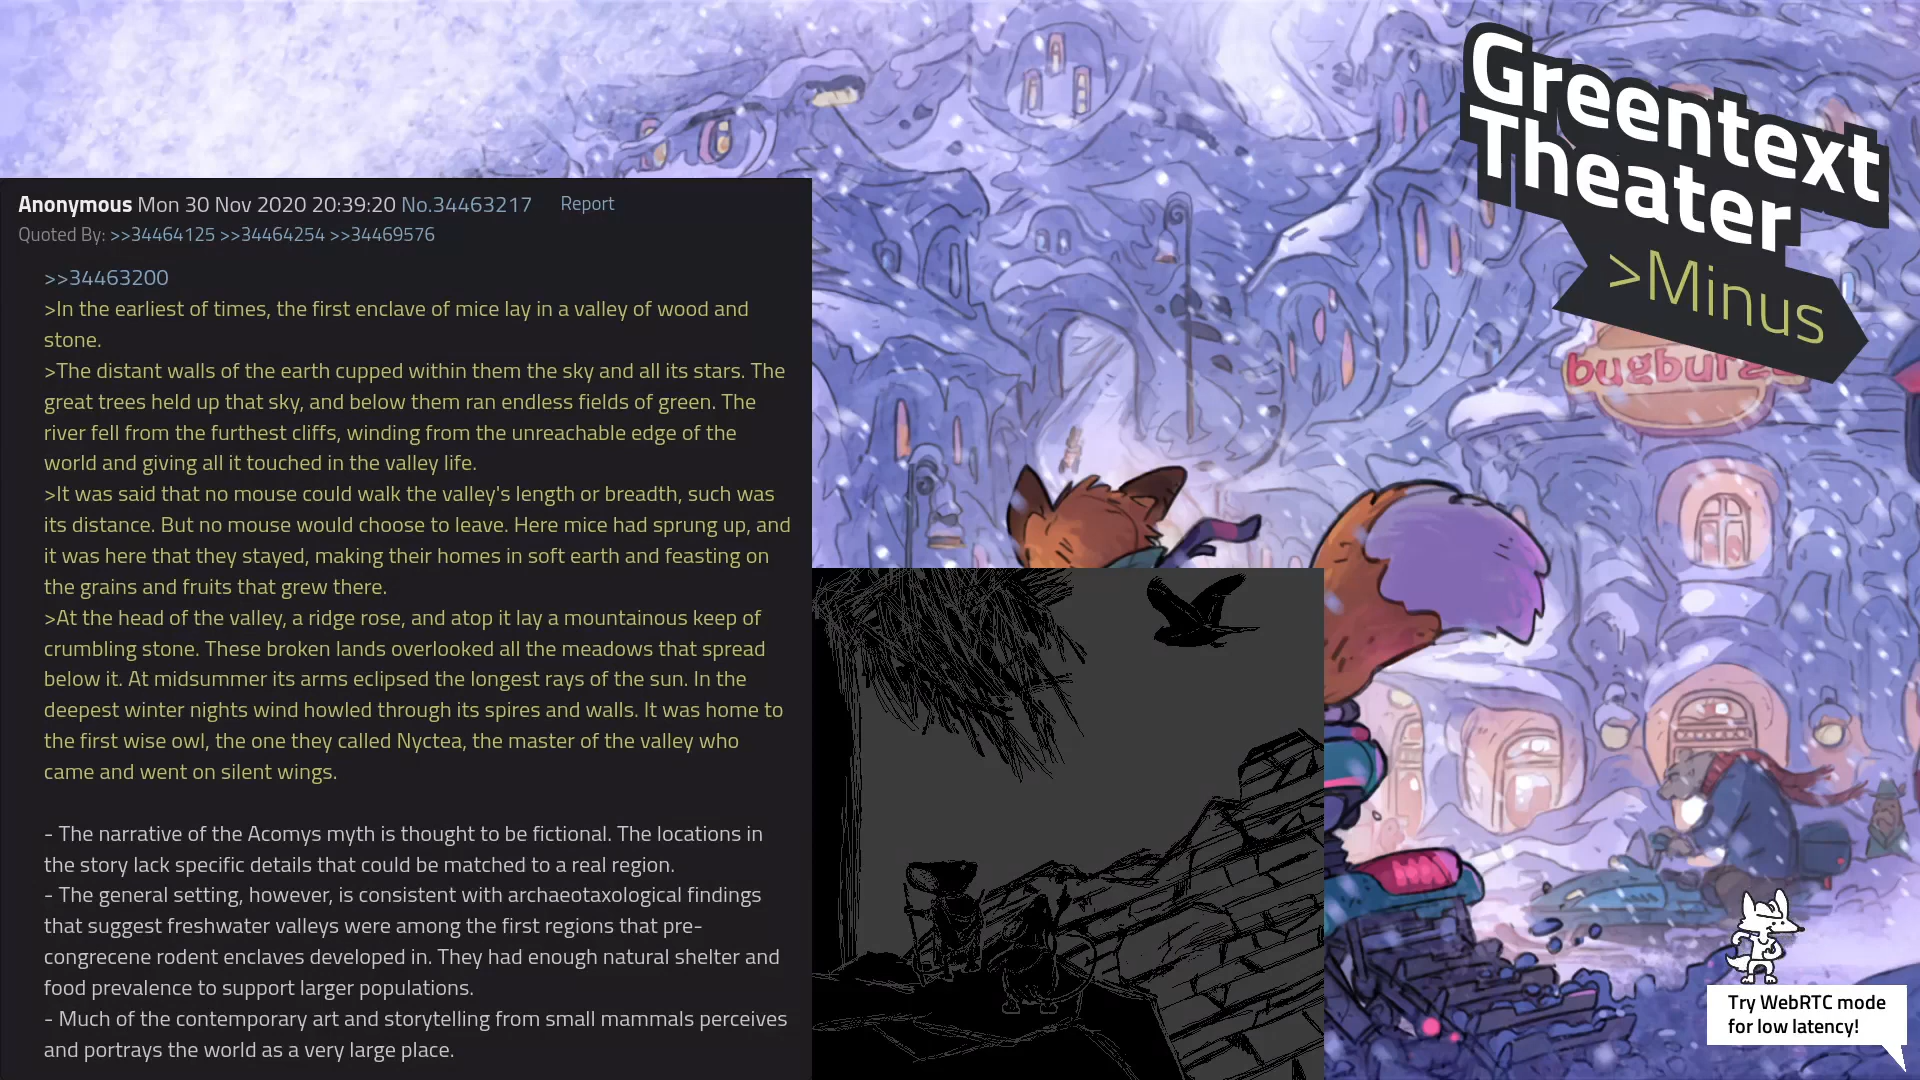 Greentext
Theater
>Minus
Anonymous Mon 30 Nov 2020 20:39:20 No.34463217 Report
Quoted By: >>34464125 >>34464254 >>34469576
>>34463200
>In the earliest of times, the first enclave of mice lay in a valley of wood and
stone.
>The distant walls of the earth cupped within them the sky and all its stars. The
great trees held up that sky, and below them ran endless fields of green. The
river fell from the furthest cliffs, winding from the unreachable edge of the
world and giving all it touched in the valley life.
>It was said that no mouse could walk the valley's length or breadth, such was
its distance. But no mouse would choose to leave. Here mice had sprung up, and
it was here that they stayed, making their homes in soft earth and feasting on
the grains and fruits that grew there.
>At the head of the valley, a ridge rose, and atop it lay a mountainous keep of
crumbling stone. These broken lands overlooked all the meadows that spread
below it. At midsummer its arms eclipsed the longest rays of the sun. In the
deepest winter nights wind howled through its spires and walls. It was home to
the first wise owl, the one they called Nyctea, the master of the valley who
came and went on silent wings.
- The narrative of the Acomys myth is thought to be fictional. The locations in
the story lack specific details that could be matched to a real region.
- The general setting, however, is consistent with archaeotaxological findings
that suggest freshwater valleys were among the first regions that pre-
congrecene rodent enclaves developed in. They had enough natural shelter and
food prevalence to support larger populations.
- Much of the contemporary art and storytelling from small mammals perceives
and portrays the world as a very large place.
Try WebRTC mode
for low latency!